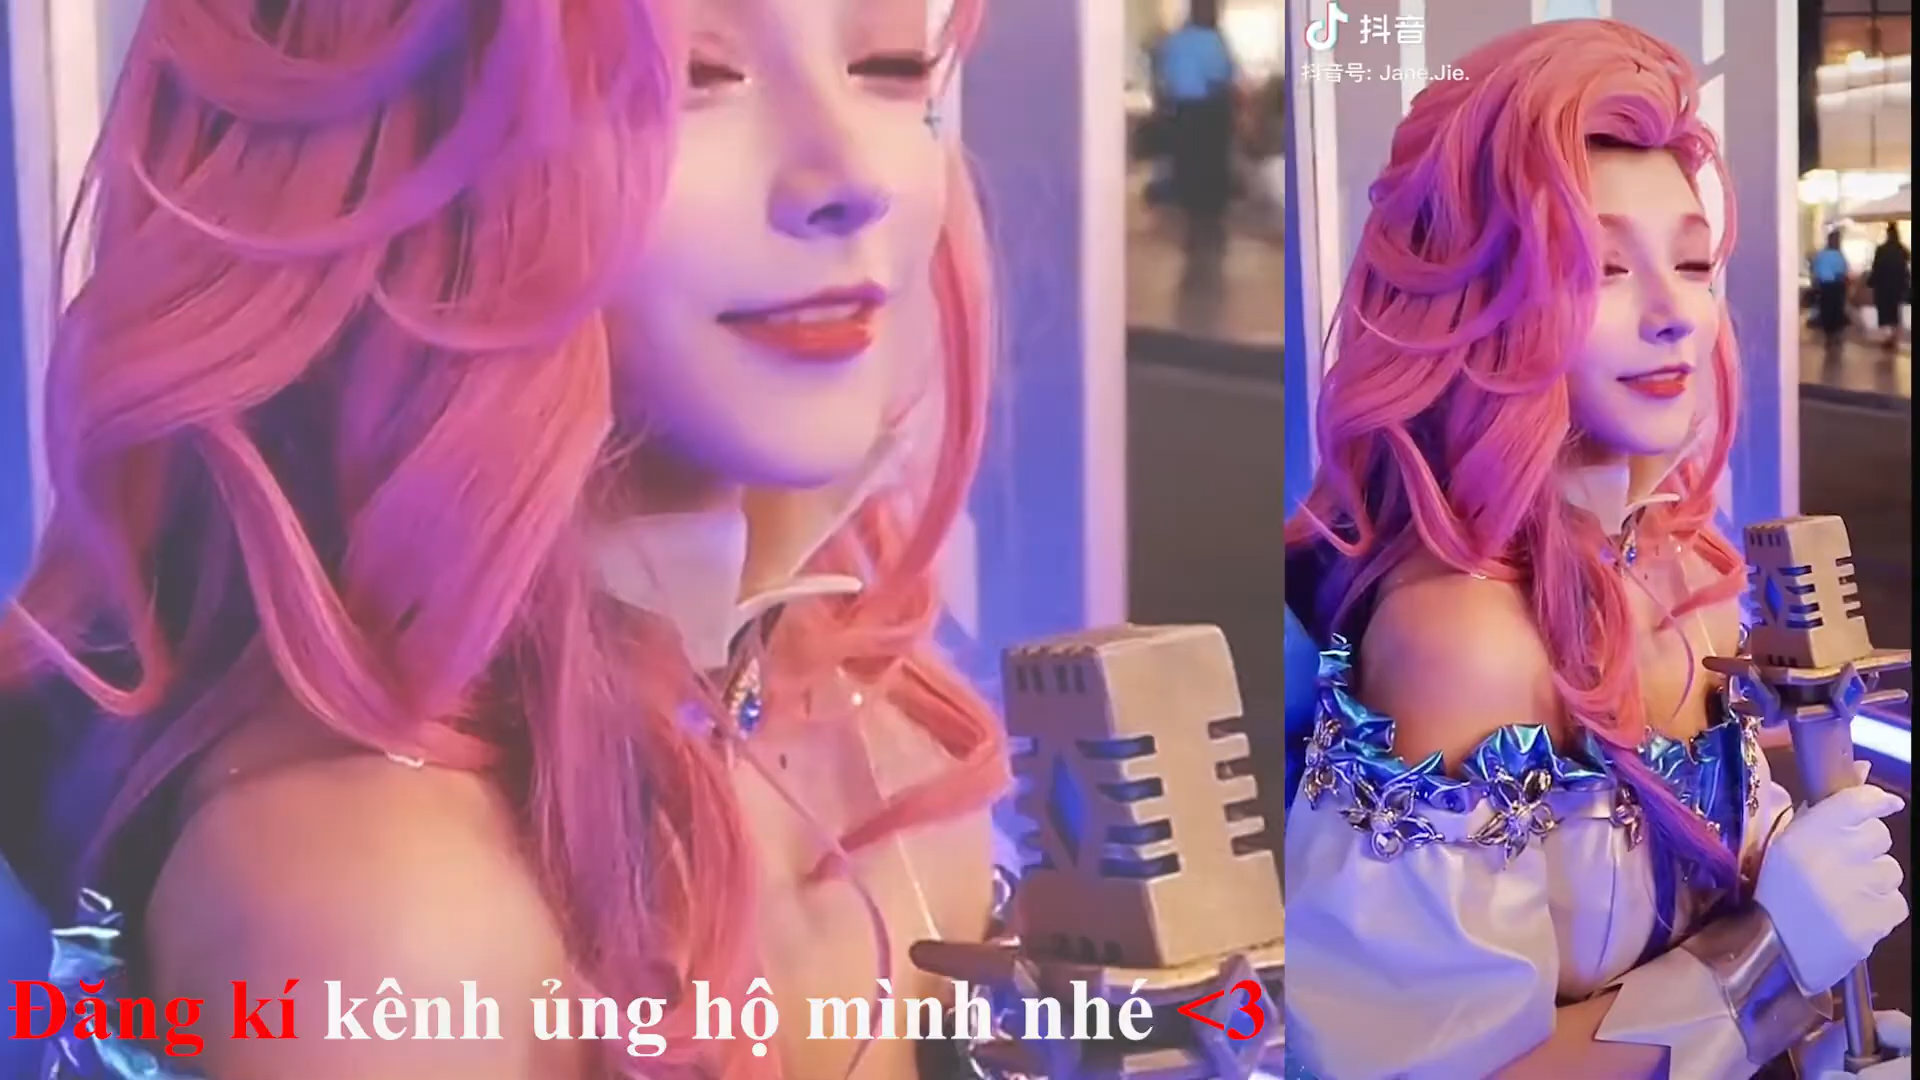 抖音
抖音号: Jane.Jie.
Đăng kí kênh ủng hộ mình nhé <3